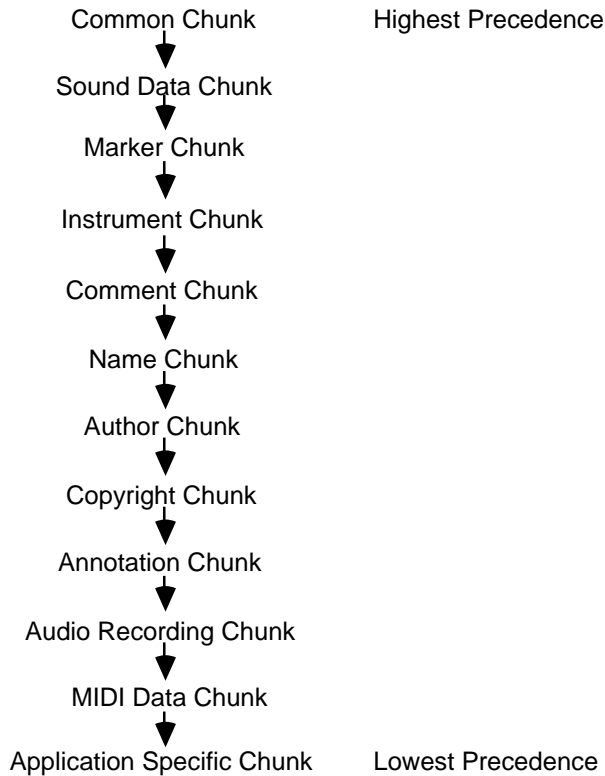 Common Chunk Highest Precedence
Sound Data Chunk
Marker Chunk
Instrument Chunk
Comment Chunk
Name Chunk
Author Chunk
Copyright Chunk
Annotation Chunk
Audio Recording Chunk
MIDI Data Chunk
Application Specific Chunk Lowest Precedence